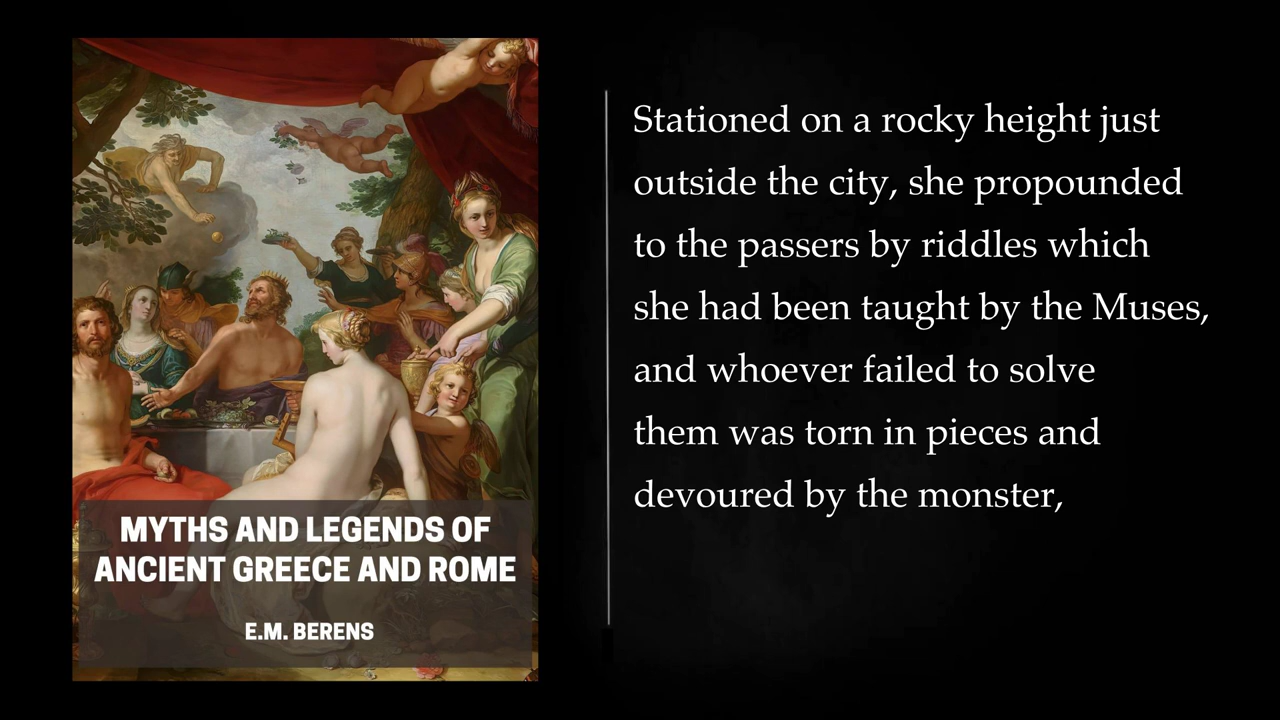 MYTHS AND LEGENDS OF
ANCIENT GREECE AND ROME
E.M. BERENS
Stationed on a rocky height just
outside the city, she propounded
to the passers by riddles which
she had been taught by the Muses,
and whoever failed to solve
them was torn in pieces and
devoured by the monster,